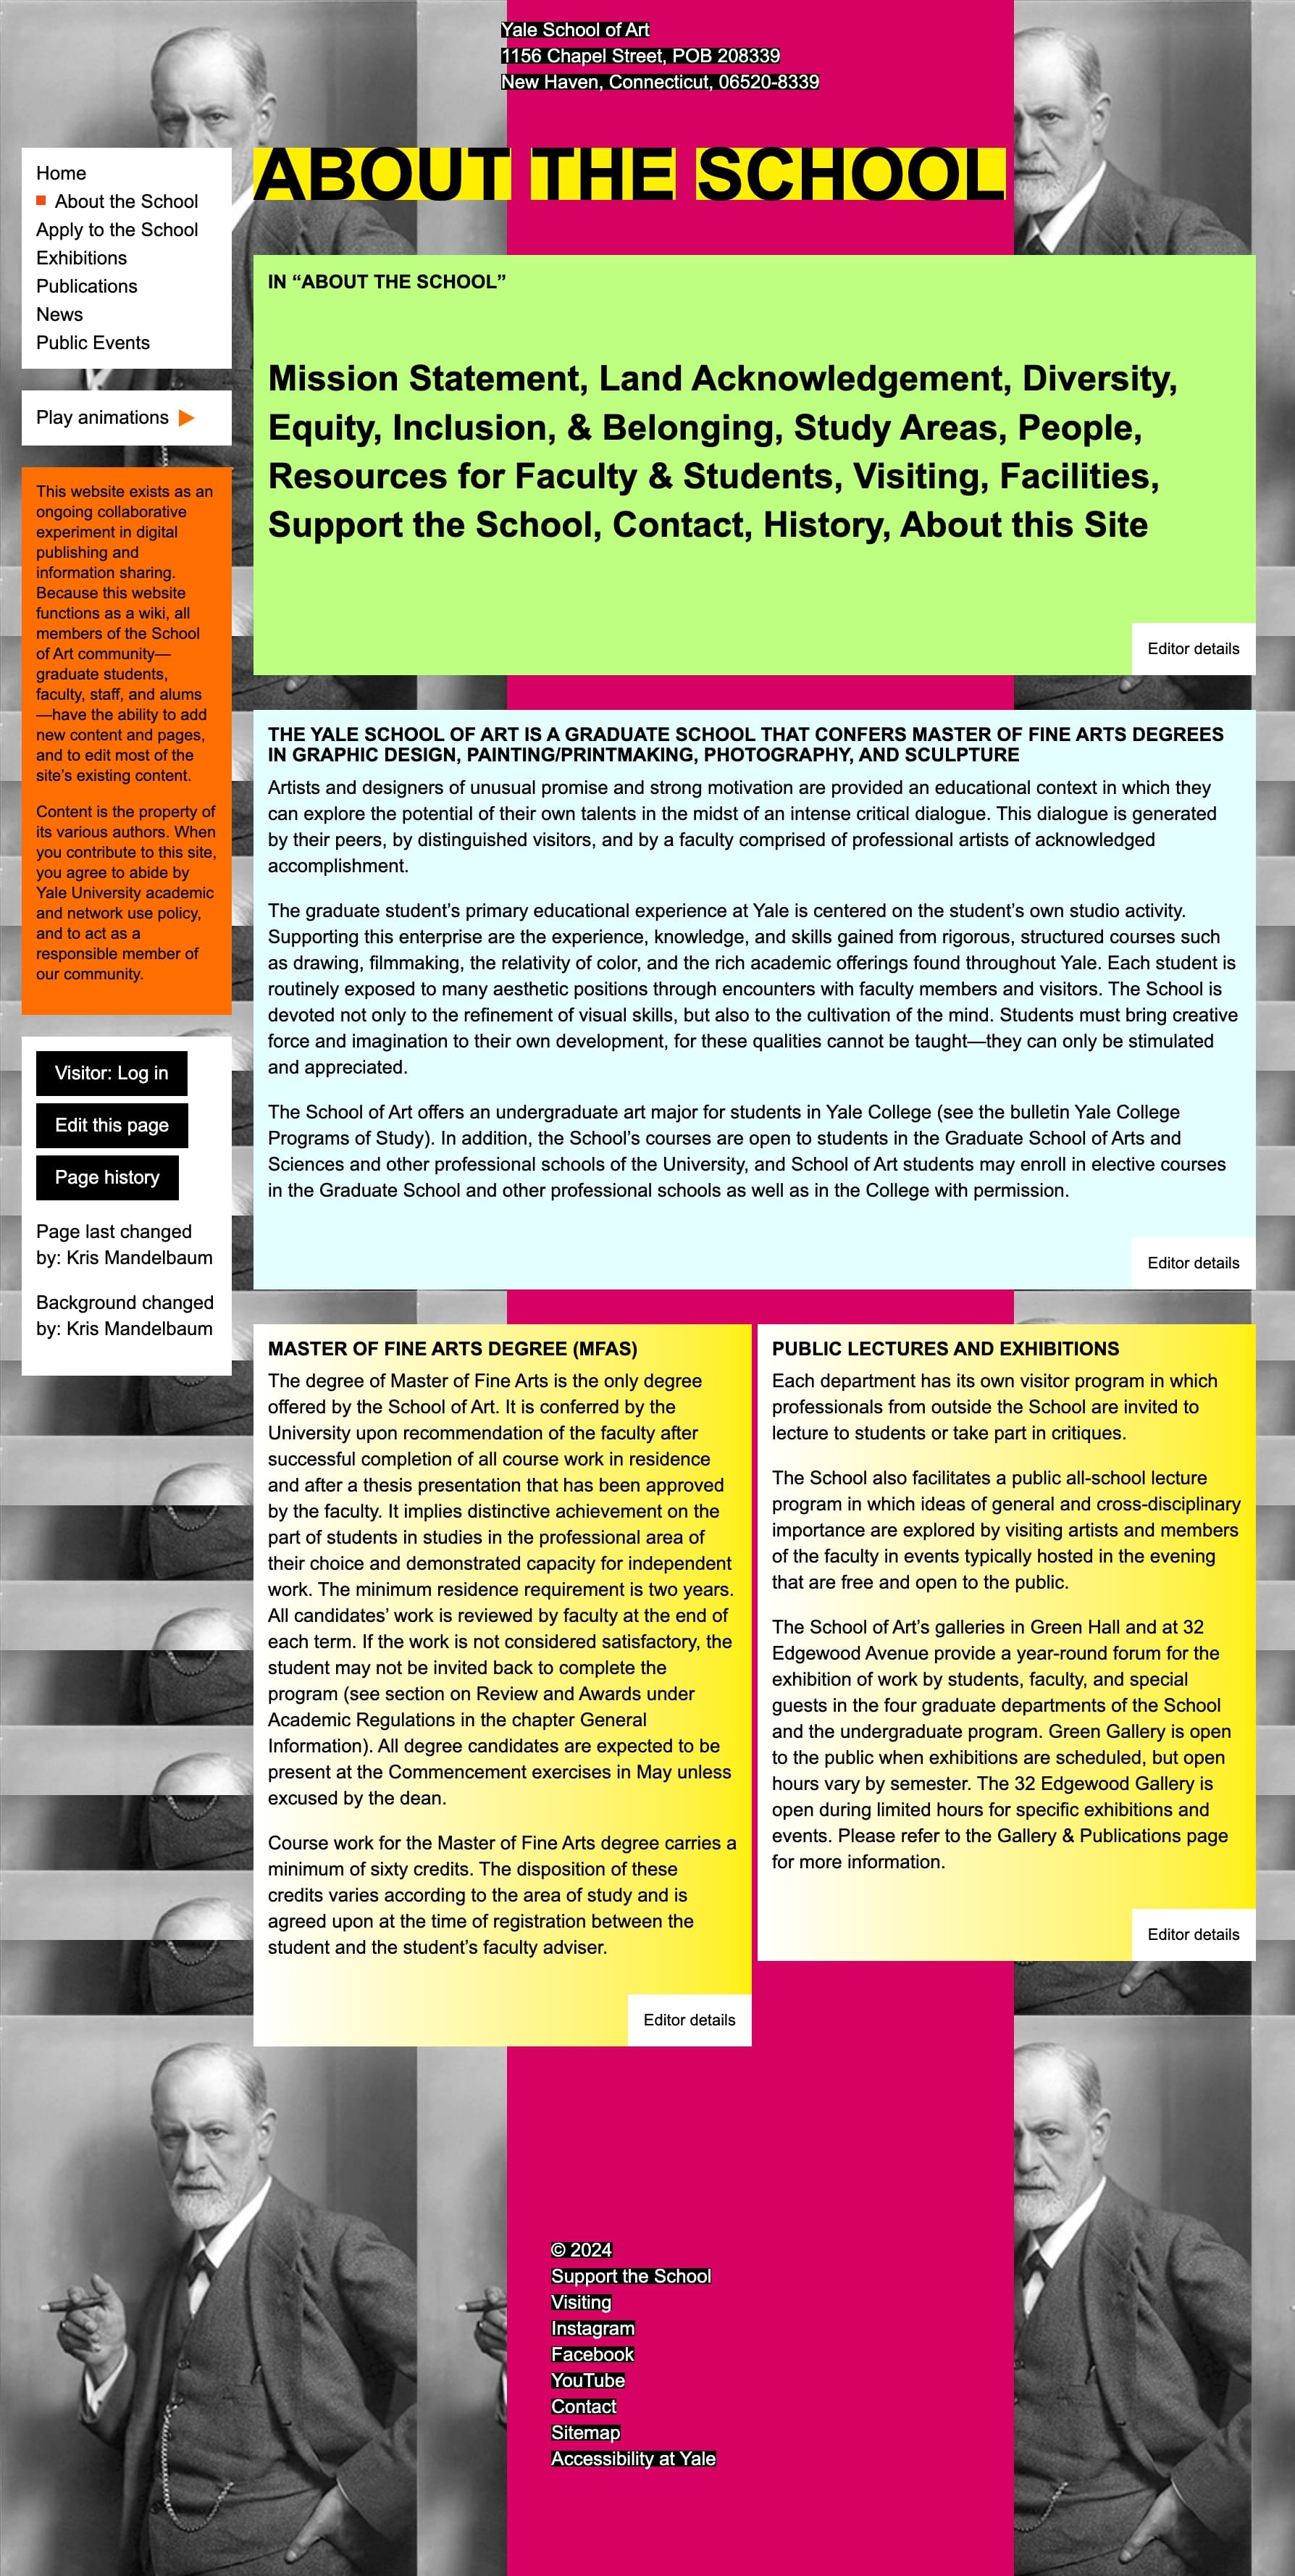 Yale School of Art
1156 Chapel Street, POB 208339
New Haven, Connecticut, 06520-8339
ABOUT THE SCHOOL
Home
About the School
Apply to the School
Exhibitions
Publications
News
Public Events
Play animations
This website exists as an
ongoing collaborative
experiment in digital
publishing and
information sharing.
Because this website
functions as a wiki, all
members of the School
of Art community—
graduate students,
faculty, staff, and alums
—have the ability to add
new content and pages,
and to edit most of the
site’s existing content.
Content is the property of
its various authors. When
you contribute to this site,
you agree to abide by
Yale University academic
and network use policy,
and to act as a
responsible member of
our community.
Visitor: Log in
Edit this page
Page history
Page last changed
by: Kris Mandelbaum
Background changed
by: Kris Mandelbaum
IN “ABOUT THE SCHOOL”
Mission Statement, Land Acknowledgement, Diversity,
Equity, Inclusion, & Belonging, Study Areas, People,
Resources for Faculty & Students, Visiting, Facilities,
Support the School, Contact, History, About this Site
Editor details
THE YALE SCHOOL OF ART IS A GRADUATE SCHOOL THAT CONFERS MASTER OF FINE ARTS DEGREES
IN GRAPHIC DESIGN, PAINTING/PRINTMAKING, PHOTOGRAPHY, AND SCULPTURE
Artists and designers of unusual promise and strong motivation are provided an educational context in which they
can explore the potential of their own talents in the midst of an intense critical dialogue. This dialogue is generated
by their peers, by distinguished visitors, and by a faculty comprised of professional artists of acknowledged
accomplishment.
The graduate student’s primary educational experience at Yale is centered on the student’s own studio activity.
Supporting this enterprise are the experience, knowledge, and skills gained from rigorous, structured courses such
as drawing, filmmaking, the relativity of color, and the rich academic offerings found throughout Yale. Each student is
routinely exposed to many aesthetic positions through encounters with faculty members and visitors. The School is
devoted not only to the refinement of visual skills, but also to the cultivation of the mind. Students must bring creative
force and imagination to their own development, for these qualities cannot be taught—they can only be stimulated
and appreciated.
The School of Art offers an undergraduate art major for students in Yale College (see the bulletin Yale College
Programs of Study). In addition, the School’s courses are open to students in the Graduate School of Arts and
Sciences and other professional schools of the University, and School of Art students may enroll in elective courses
in the Graduate School and other professional schools as well as in the College with permission.
Editor details
MASTER OF FINE ARTS DEGREE (MFAS)
The degree of Master of Fine Arts is the only degree
offered by the School of Art. It is conferred by the
University upon recommendation of the faculty after
successful completion of all course work in residence
and after a thesis presentation that has been approved
by the faculty. It implies distinctive achievement on the
part of students in studies in the professional area of
their choice and demonstrated capacity for independent
work. The minimum residence requirement is two years.
All candidates’ work is reviewed by faculty at the end of
each term. If the work is not considered satisfactory, the
student may not be invited back to complete the
program (see section on Review and Awards under
Academic Regulations in the chapter General
Information). All degree candidates are expected to be
present at the Commencement exercises in May unless
excused by the dean.
Course work for the Master of Fine Arts degree carries a
minimum of sixty credits. The disposition of these
credits varies according to the area of study and is
agreed upon at the time of registration between the
student and the student’s faculty adviser.
Editor details
PUBLIC LECTURES AND EXHIBITIONS
Each department has its own visitor program in which
professionals from outside the School are invited to
lecture to students or take part in critiques.
The School also facilitates a public all-school lecture
program in which ideas of general and cross-disciplinary
importance are explored by visiting artists and members
of the faculty in events typically hosted in the evening
that are free and open to the public.
The School of Art’s galleries in Green Hall and at 32
Edgewood Avenue provide a year-round forum for the
exhibition of work by students, faculty, and special
guests in the four graduate departments of the School
and the undergraduate program. Green Gallery is open
to the public when exhibitions are scheduled, but open
hours vary by semester. The 32 Edgewood Gallery is
open during limited hours for specific exhibitions and
events. Please refer to the Gallery & Publications page
for more information.
Editor details
© 2024
Support the School
Visiting
Instagram
Facebook
YouTube
Contact
Sitemap
Accessibility at Yale